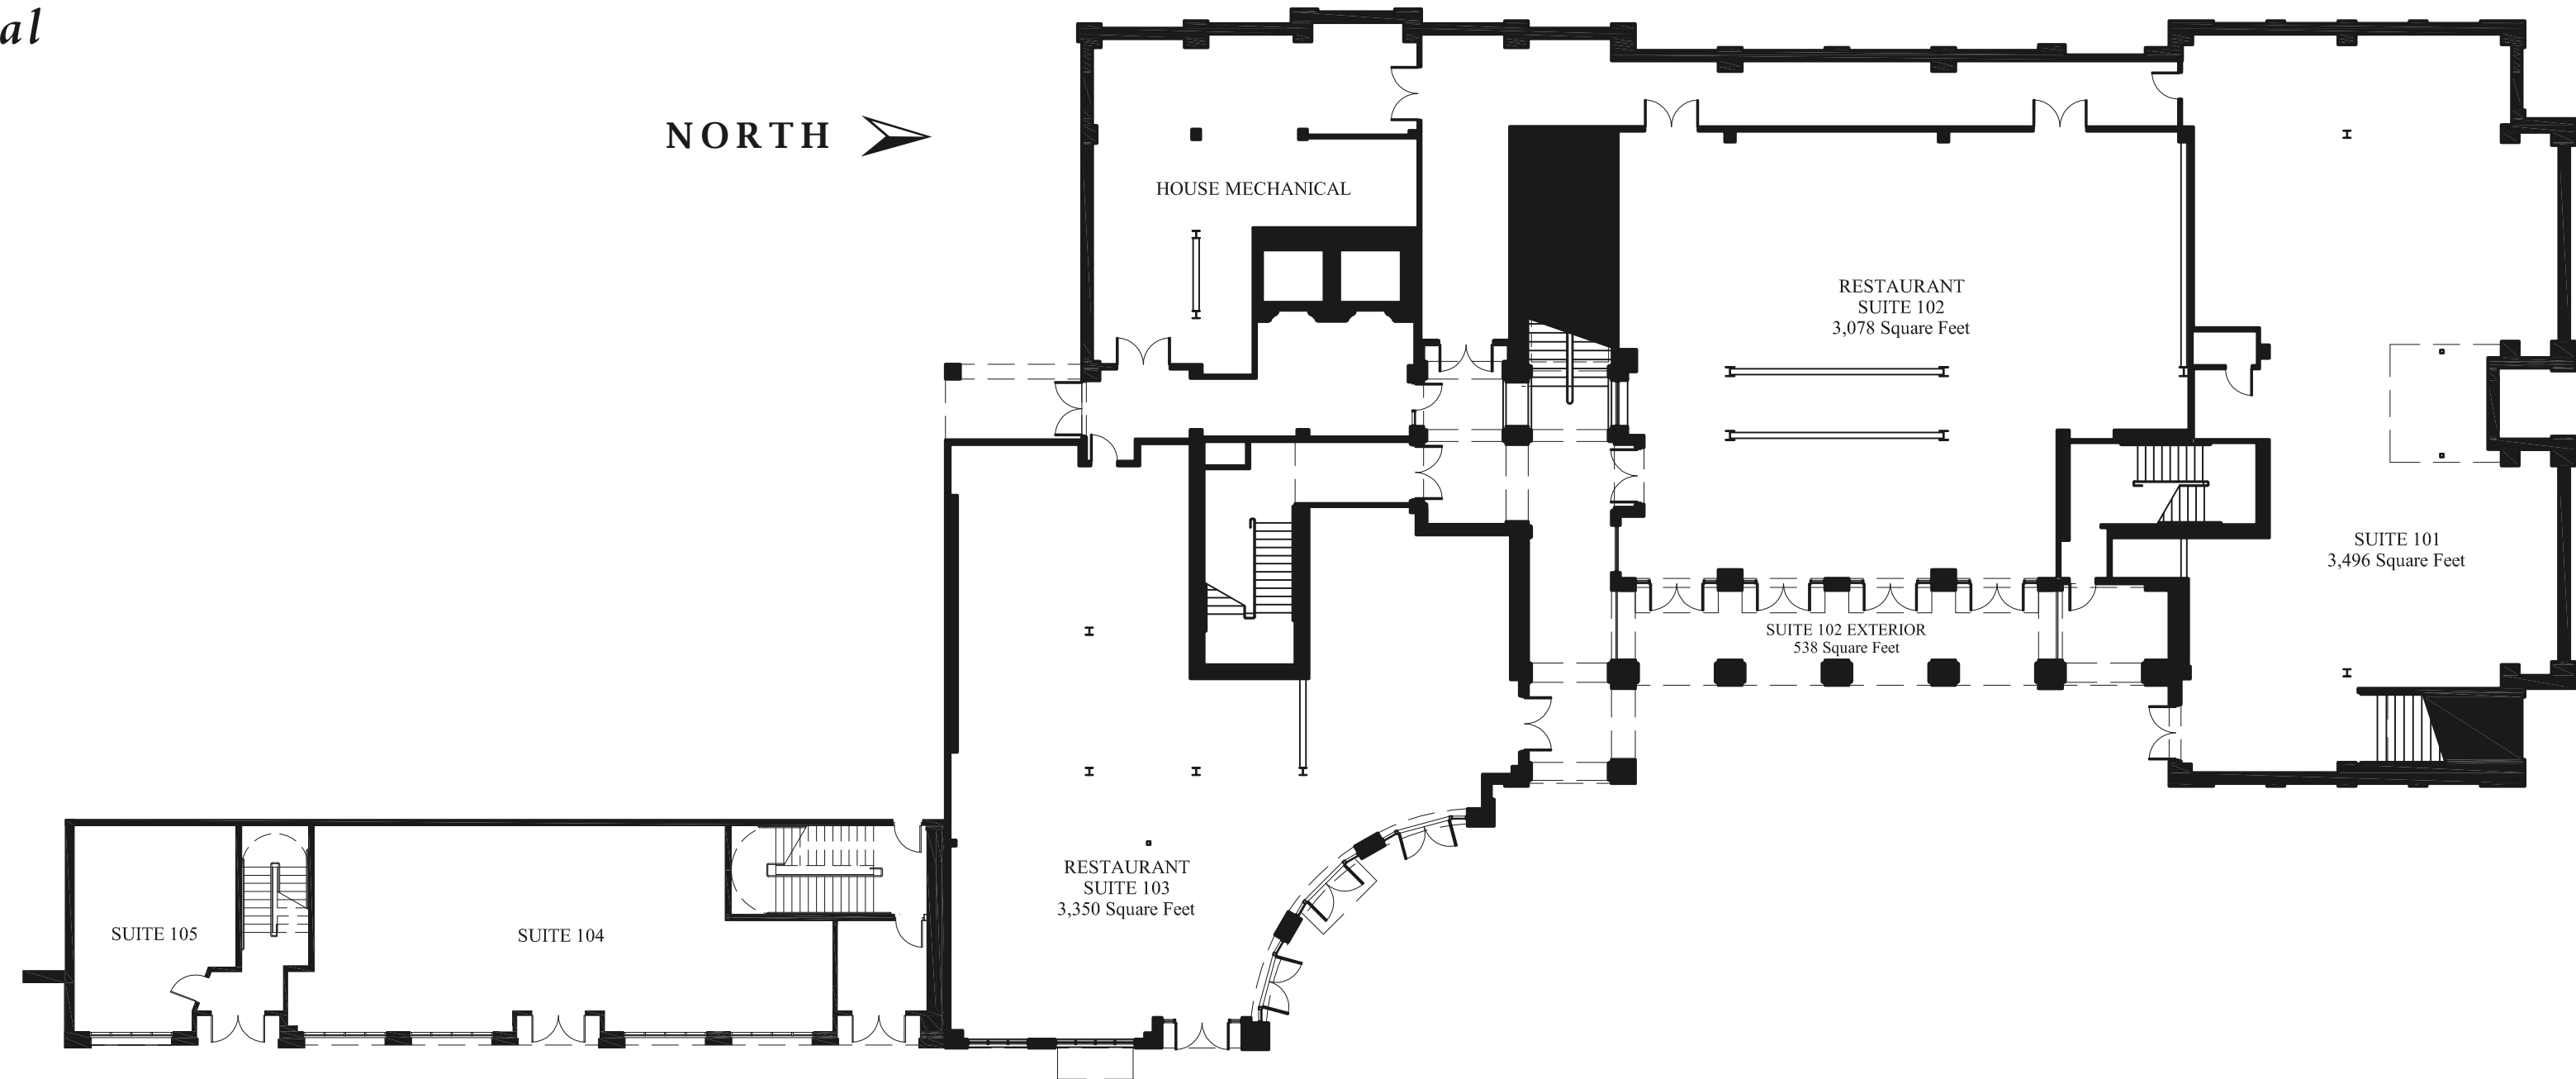 al
NORTH
HOUSE MECHANICAL
RESTAURANT
SUITE 102
3,078 Square Feet
SUITE 101
3,496 Square Feet
SUITE 102 EXTERIOR
538 Square Feet
RESTAURANT
SUITE 103
3,350 Square Feet
SUITE 105
SUITE 104